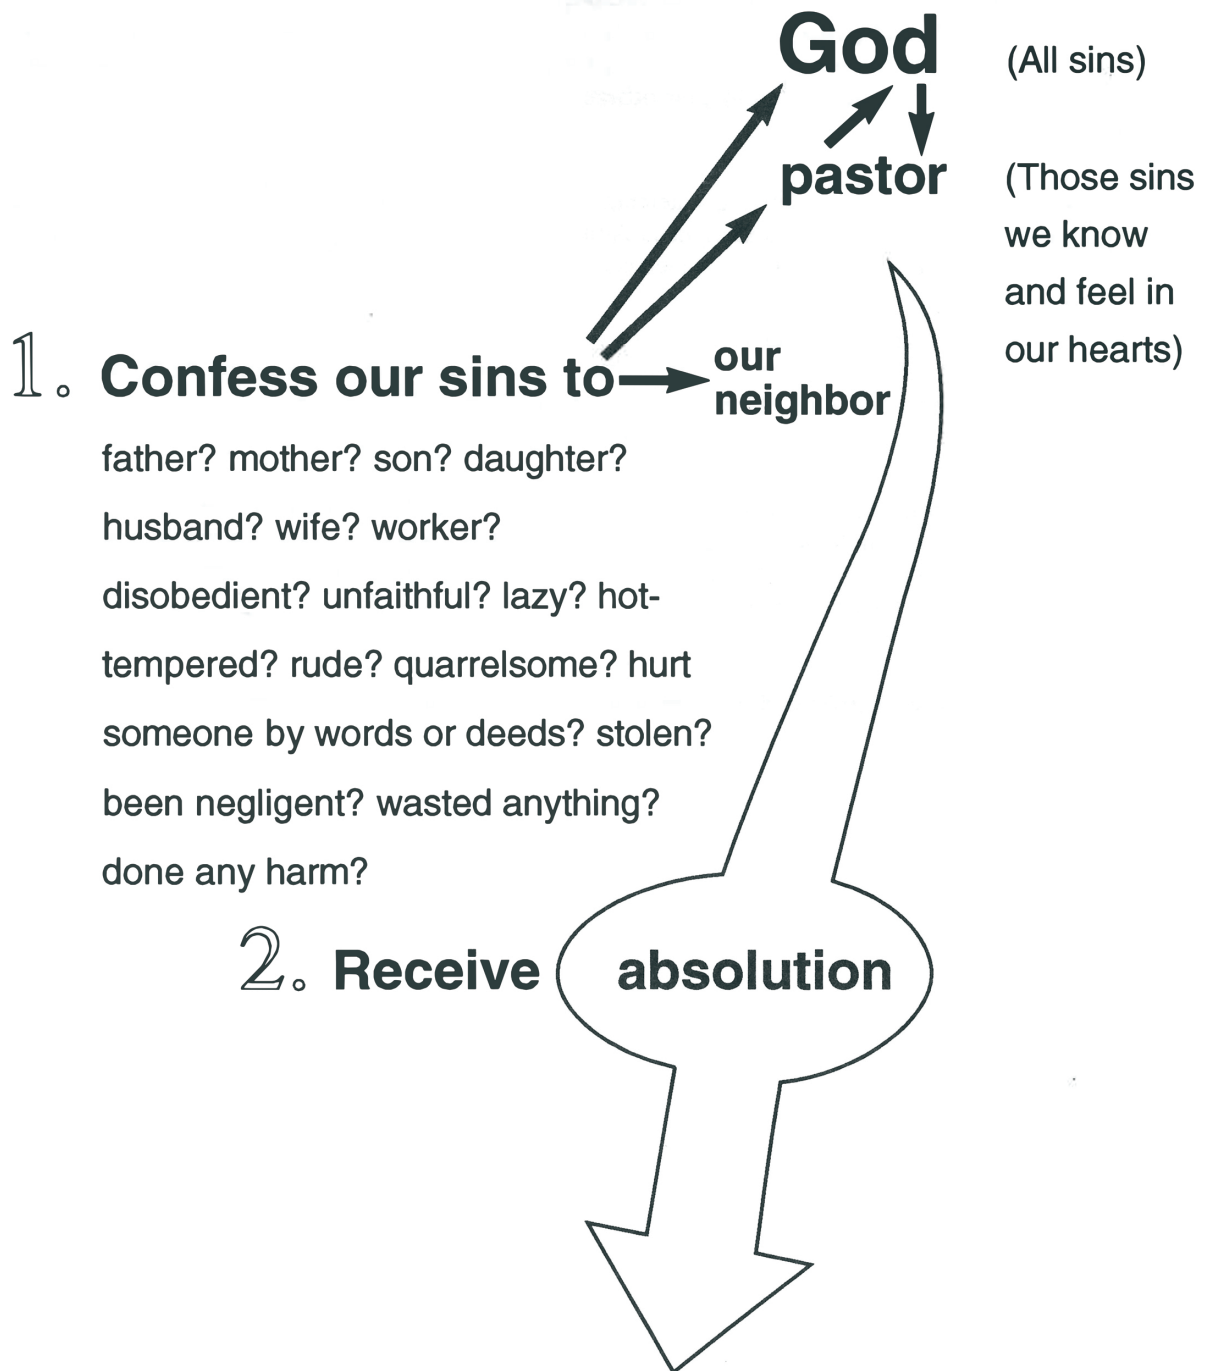 God (All sins)
pastor (Those sins
we know
and feel in
our hearts)
1. Confess our sins to our
neighbor
father? mother? son? daughter?
husband? wife? worker?
disobedient? unfaithful? lazy? hot-
tempered? rude? quarrelsome? hurt
someone by words or deeds? stolen?
been negligent? wasted anything?
done any harm?
2. Receive absolution